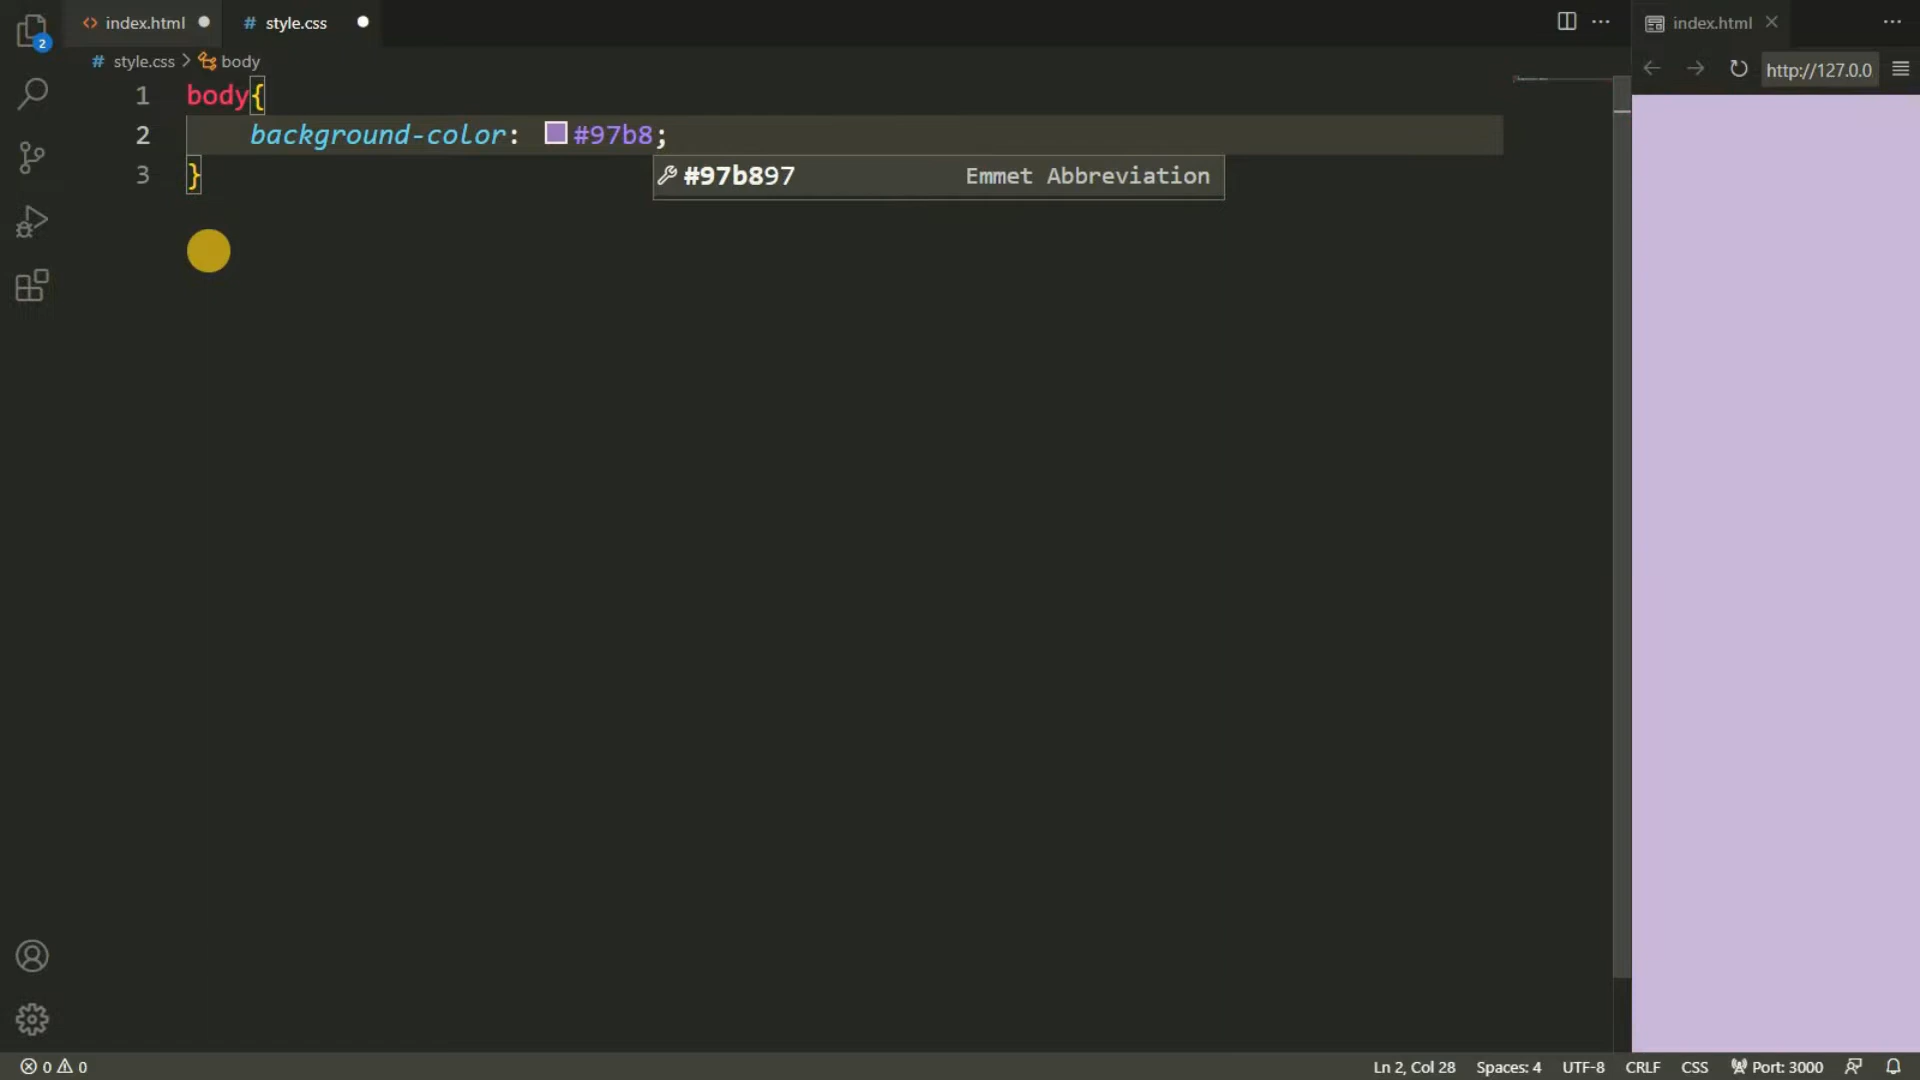 2
index.html
# style.css
index.html
# style.css > body
http://127.0.0
1 body{
2 background-color: #97b8;
#97b897 Emmet Abbreviation
3 }
0 0
Ln 2, Col 28 Spaces: 4 UTF-8 CRLF CSS Port: 3000